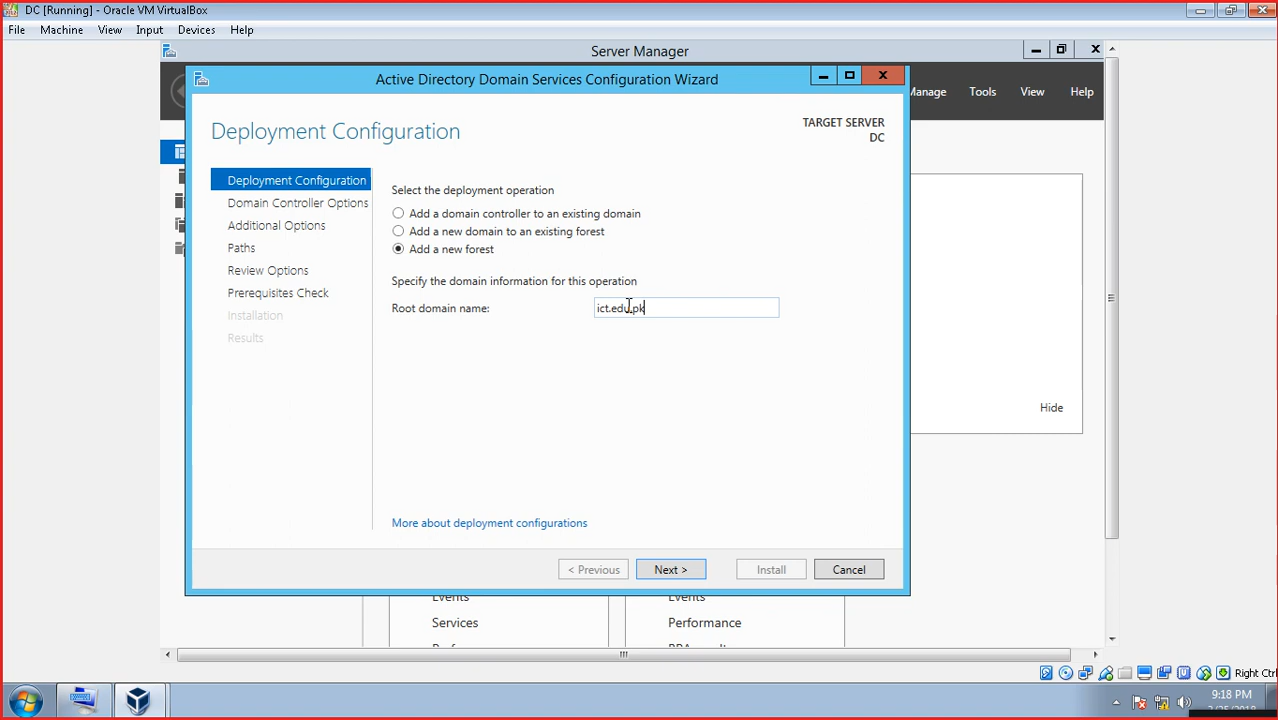 DC [Running] - Oracle VM VirtualBox
File Machine View Input Devices Help
Server Manager
Active Directory Domain Services Configuration Wizard
Manage Tools View Help
Deployment Configuration
TARGET SERVER
DC
Deployment Configuration
Domain Controller Options
Additional Options
Paths
Review Options
Prerequisites Check
Installation
Results
Select the deployment operation
Add a domain controller to an existing domain
Add a new domain to an existing forest
Add a new forest
Specify the domain information for this operation
Root domain name: ict.edu.pk
More about deployment configurations
< Previous Next > Install Cancel
Hide
Events Events
Services Performance
Right Ctrl
9:18 PM